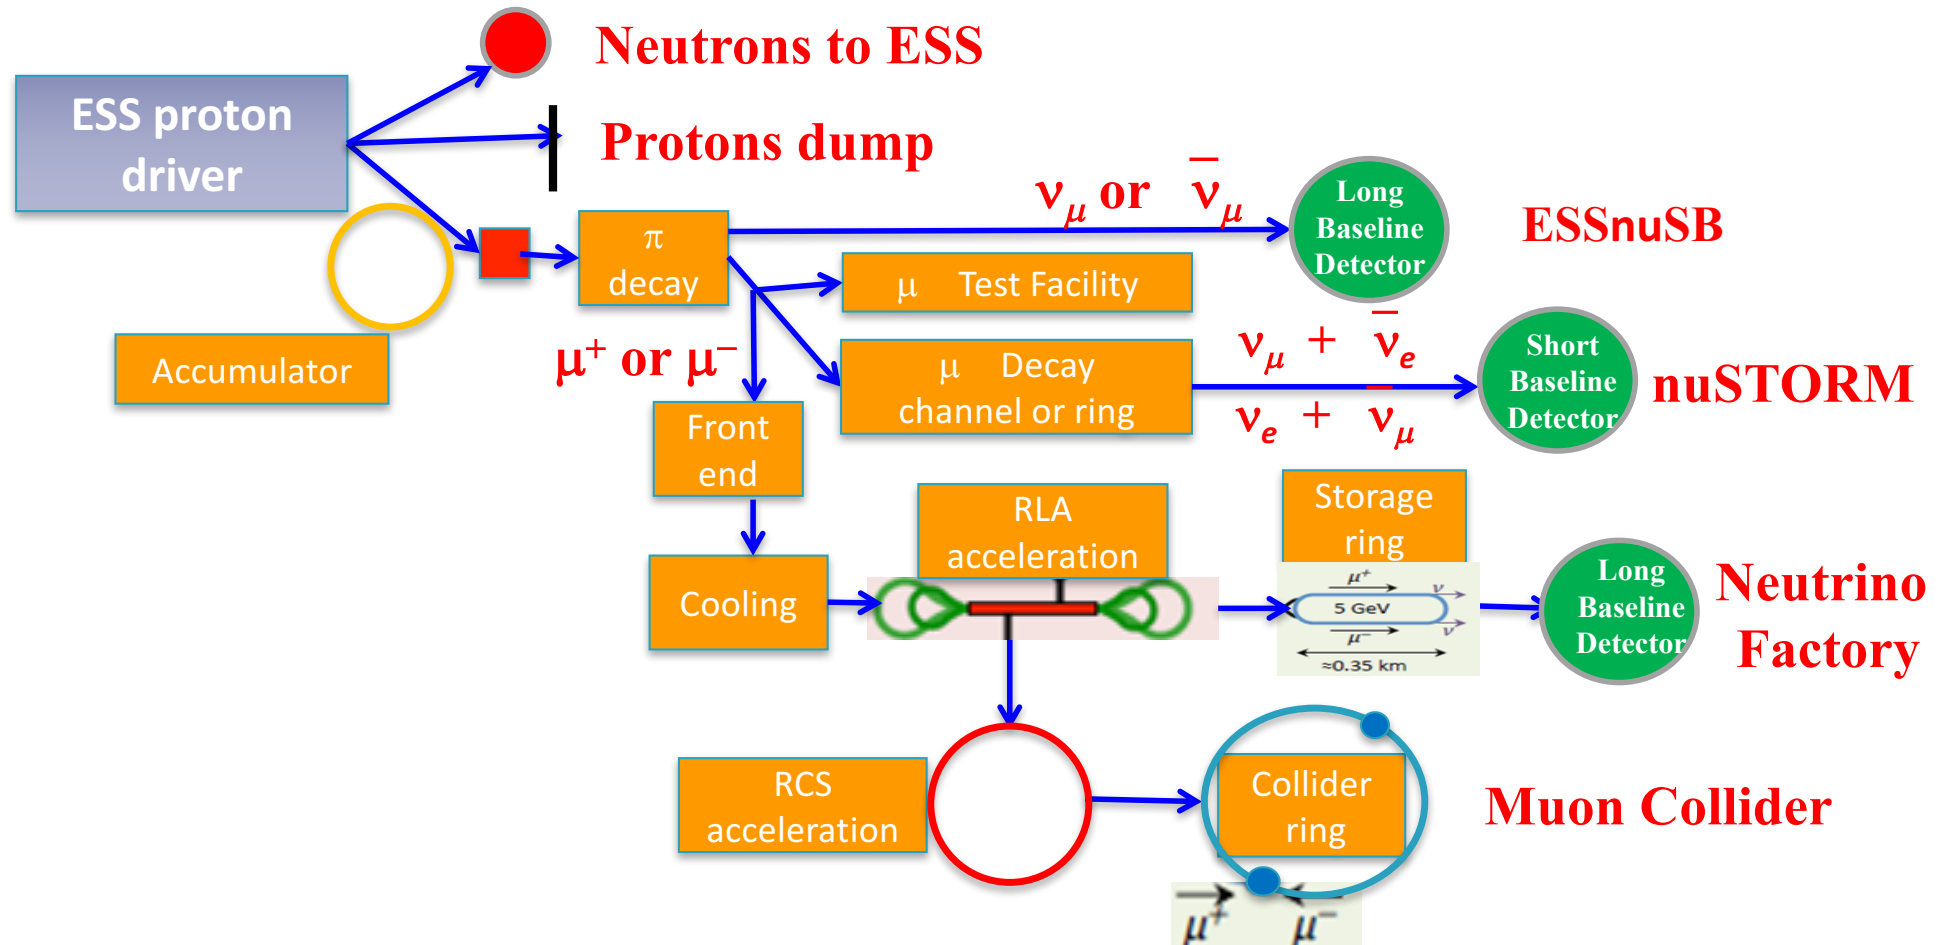 Neutrons to ESS
ESS proton
driver
Protons dump
νμ or ν̅μ
Long
Baseline
Detector
ESSnuSB
π
decay
μ Test Facility
μ⁺ or μ⁻
Accumulator
μ Decay
channel or ring
νμ + ν̅e
νe + ν̅μ
Short
Baseline
Detector
nuSTORM
Front
end
RLA
acceleration
Storage
ring
Cooling
μ⁺
5 GeV
ν
μ⁻
ν
≈0.35 km
Long
Baseline
Detector
Neutrino
Factory
RCS
acceleration
Collider
ring
Muon Collider
μ⁺ μ⁻